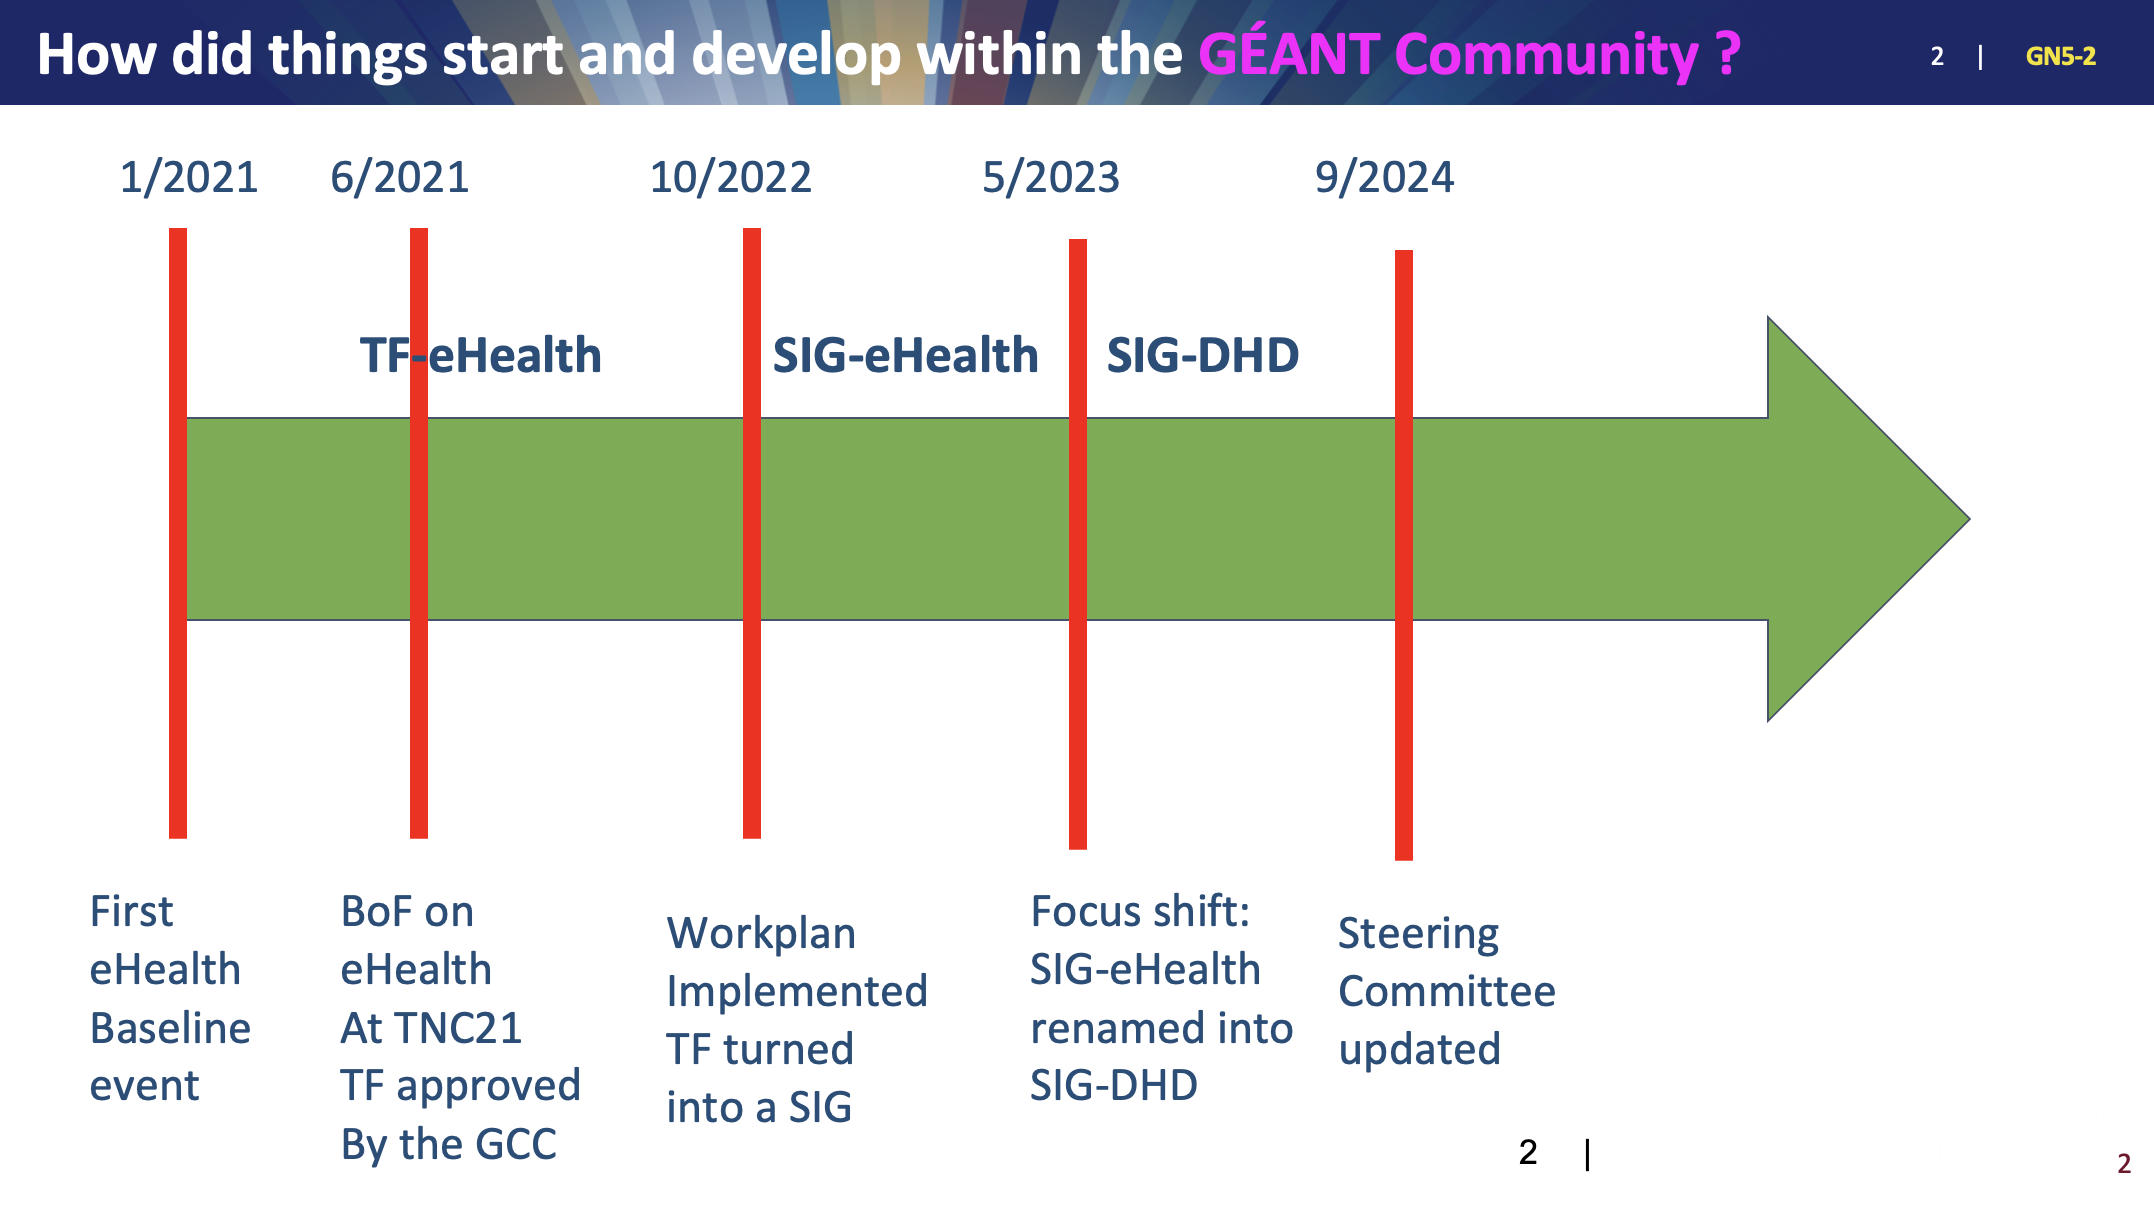 How did things start and develop within the GÉANT Community ?
2 | GN5-2
1/2021 6/2021 10/2022 5/2023 9/2024
TF-eHealth SIG-eHealth SIG-DHD
First
eHealth
Baseline
event
BoF on
eHealth
At TNC21
TF approved
By the GCC
Workplan
Implemented
TF turned
into a SIG
Focus shift:
SIG-eHealth
renamed into
SIG-DHD
Steering
Committee
updated
2 |
2